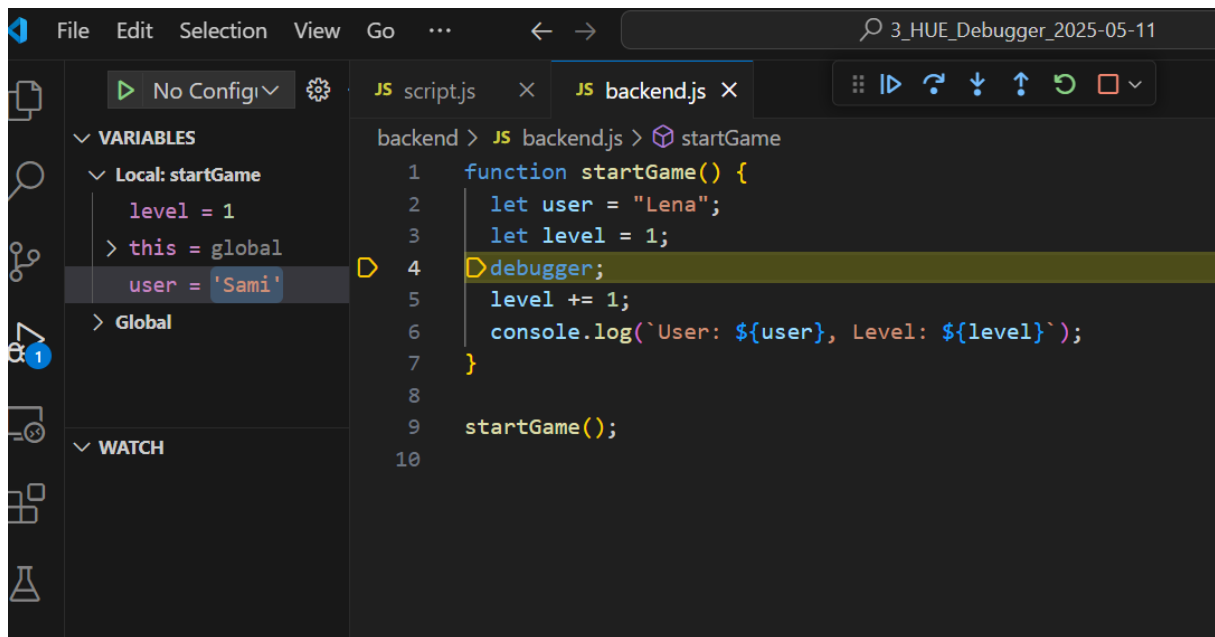 File Edit Selection View Go ··· 3_HUE_Debugger_2025-05-11
No Config
JS script.js
JS backend.js
VARIABLES
Local: startGame
level = 1
this = global
user = 'Sami'
Global
WATCH
1
backend > JS backend.js > startGame
1 function startGame() {
2 let user = "Lena";
3 let level = 1;
4 debugger;
5 level += 1;
6 console.log(`User: ${user}, Level: ${level}`);
7 }
8
9 startGame();
10